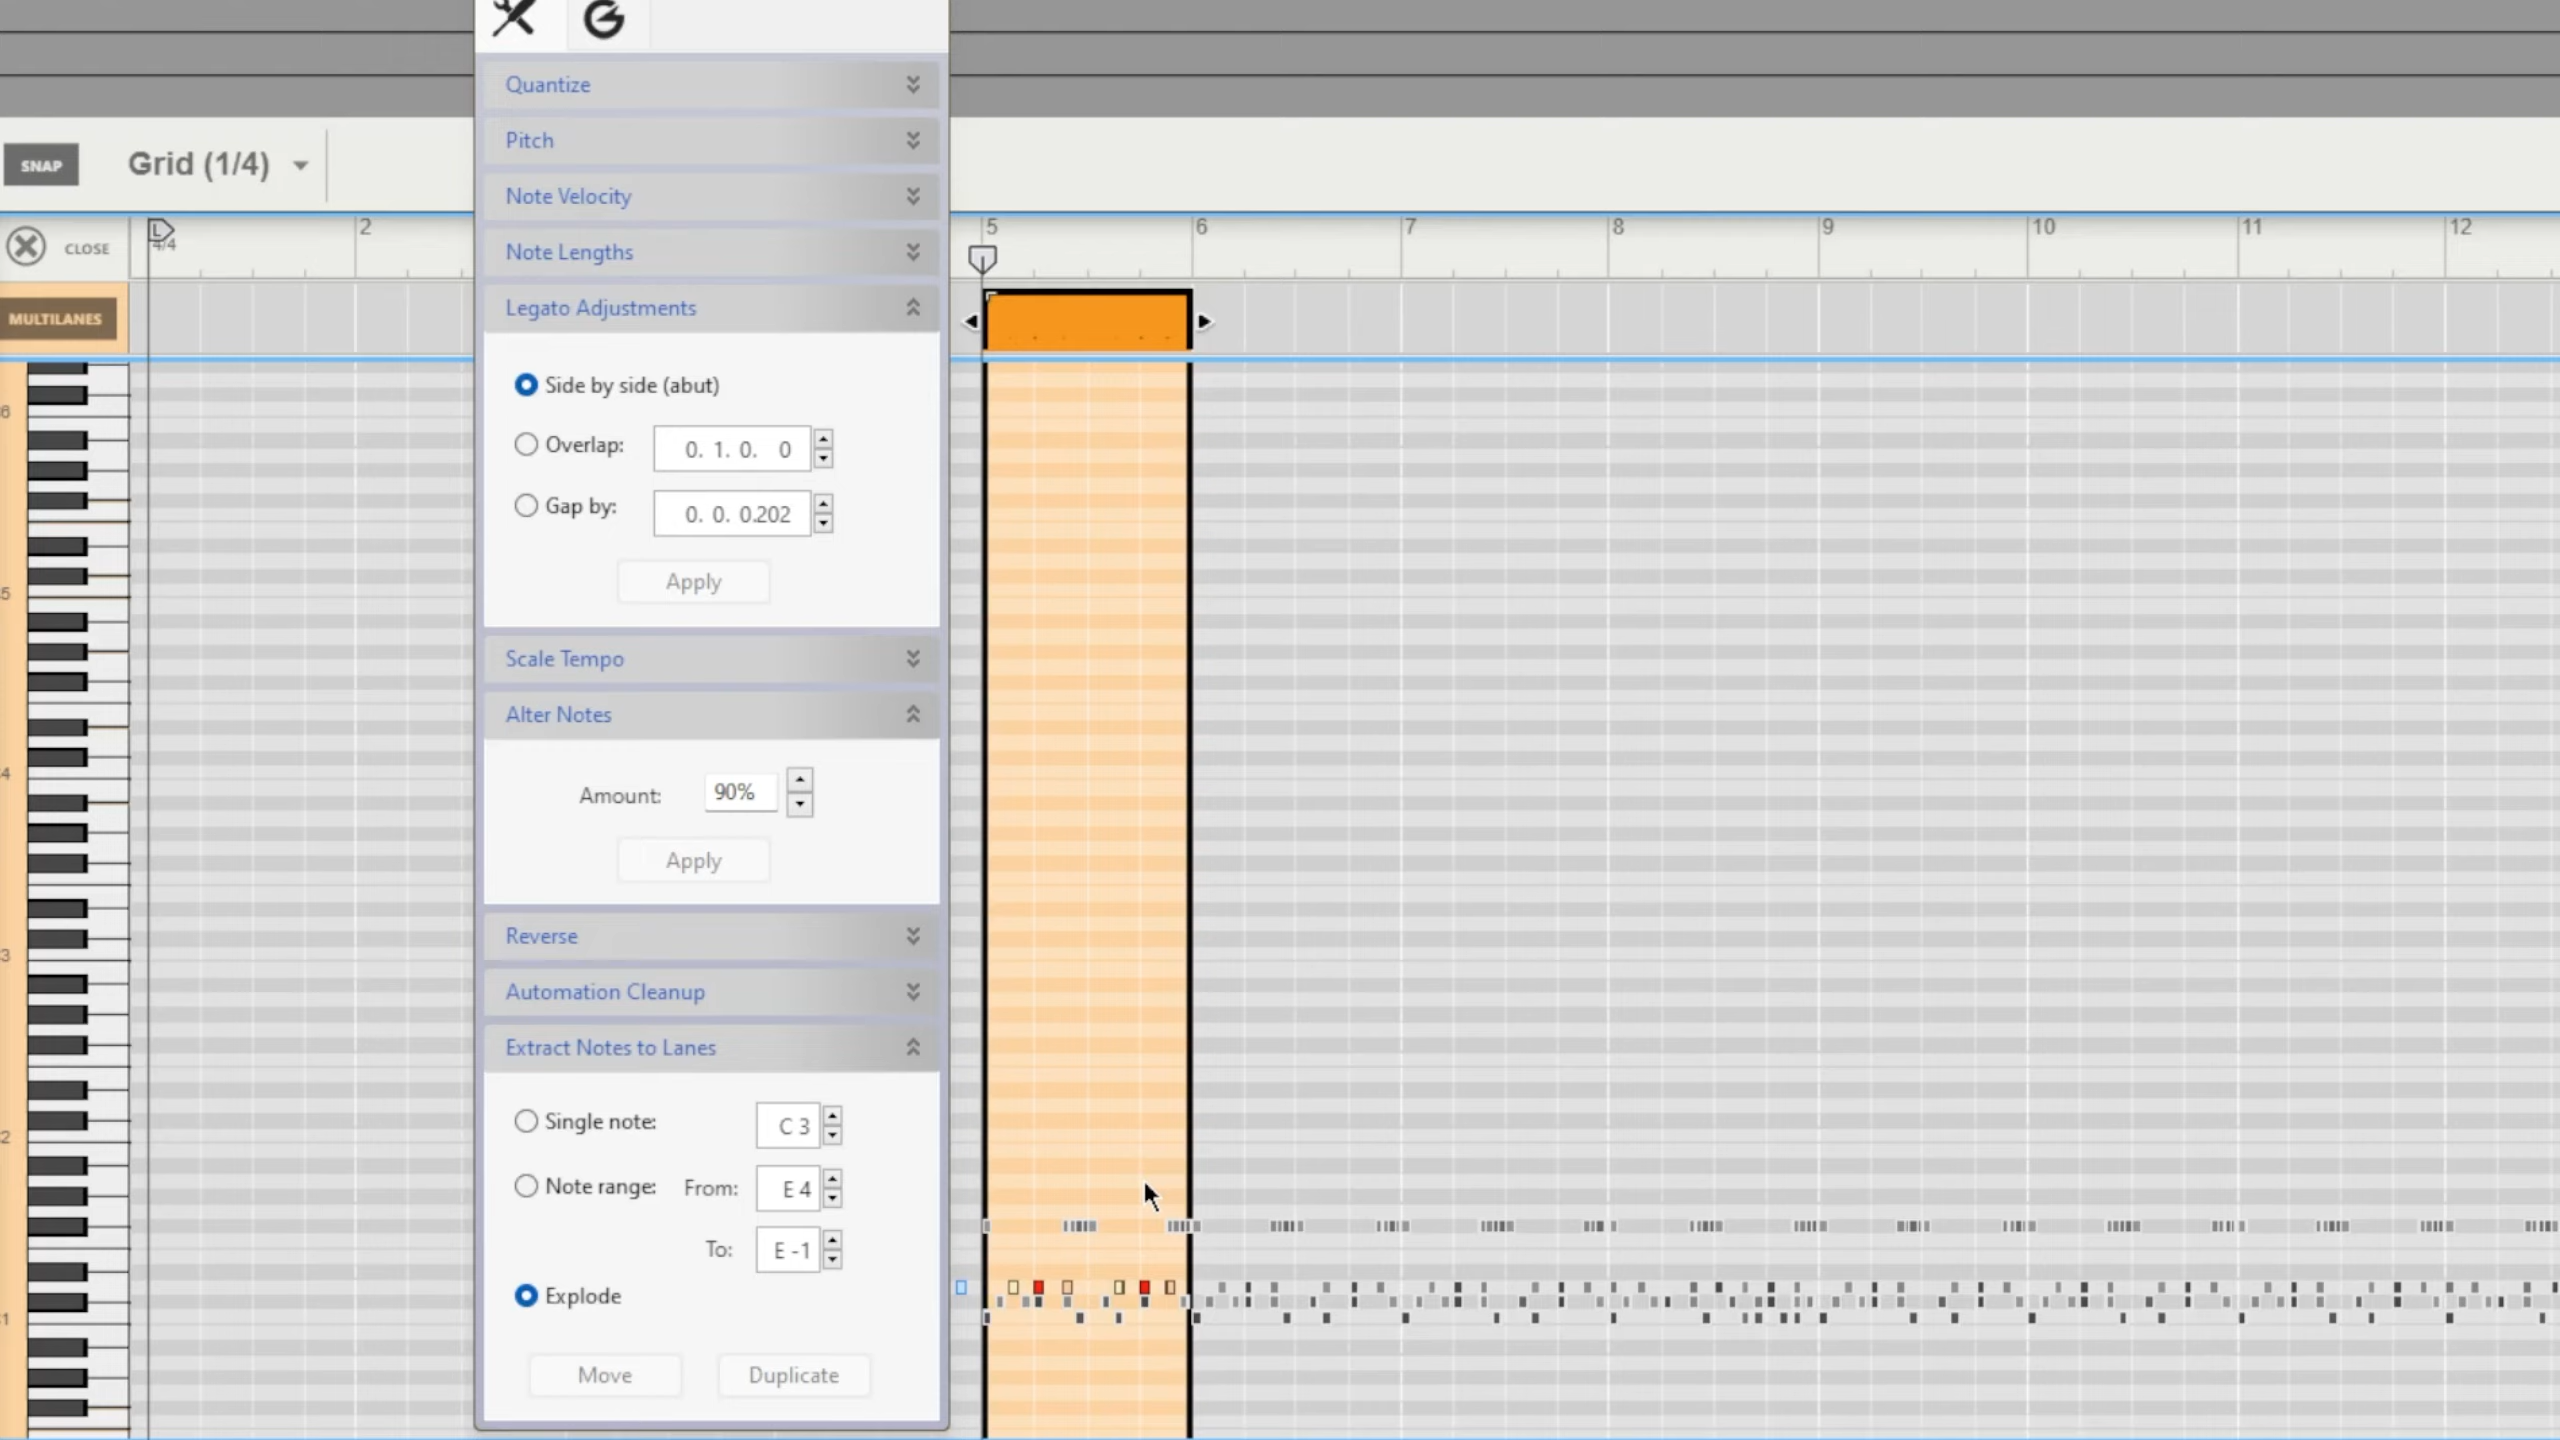 Quantize
Pitch
SNAP
Grid (1/4)
Note Velocity
2
5
6
7
8
9
10
11
12
4/4
CLOSE
Note Lengths
MULTILANES
Legato Adjustments
Side by side (abut)
6
Overlap: 0. 1. 0. 0
Gap by: 0. 0. 0.202
Apply
5
Scale Tempo
Alter Notes
4
Amount: 90%
Apply
Reverse
3
Automation Cleanup
Extract Notes to Lanes
Single note: C 3
2
Note range: From: E 4
To: E -1
Explode
1
Move Duplicate